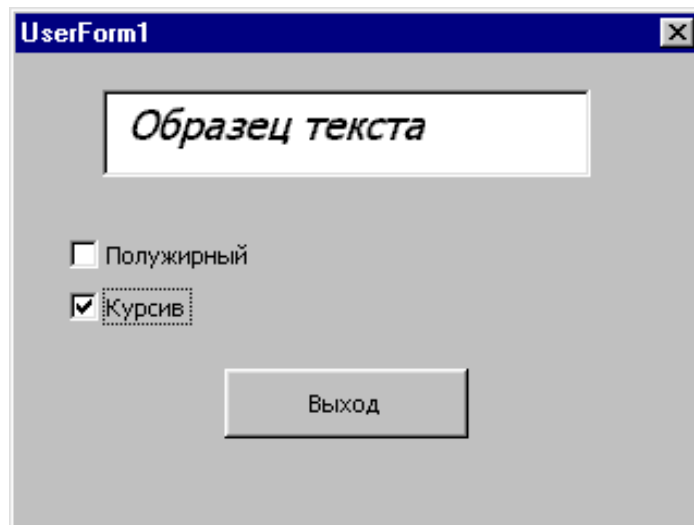 UserForm1
Образец текста
Полужирный
Курсив
Выход